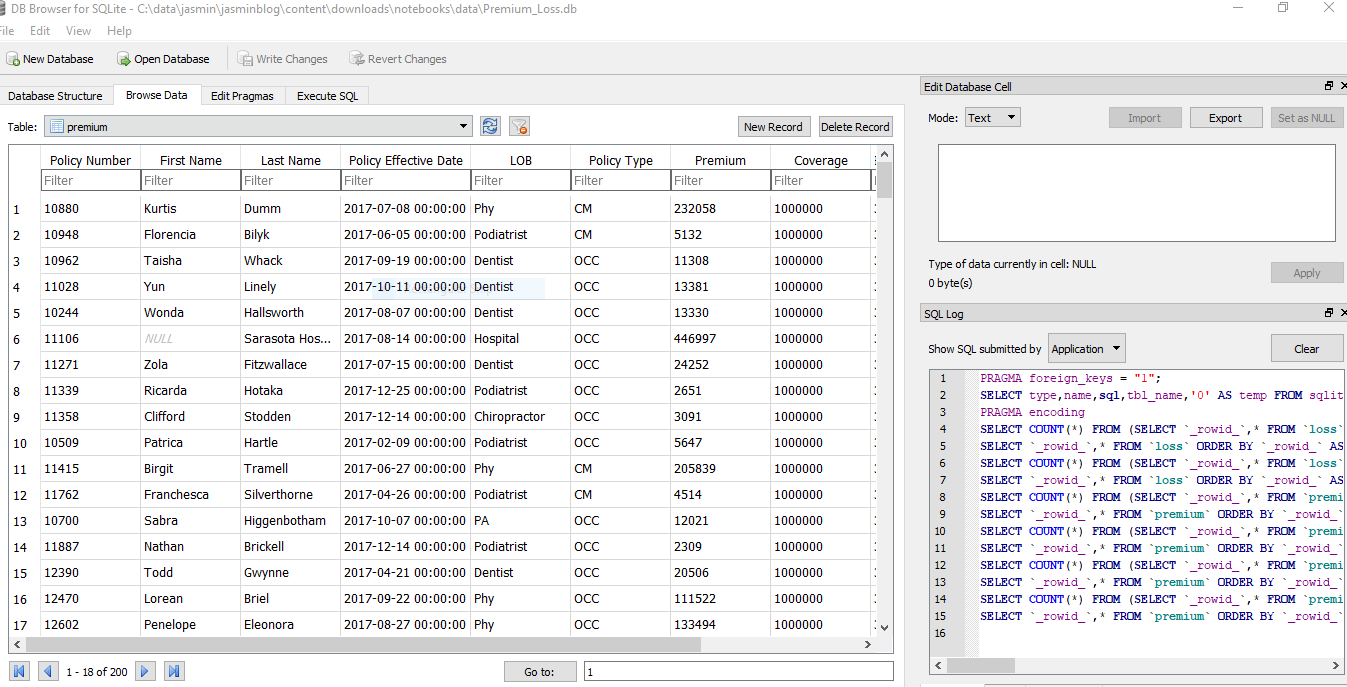 DB Browser for SQLite - C:\data\jasmin\jasminblog\content\downloads\notebooks\data\Premium_Loss.db
File Edit View Help
New Database Open Database Write Changes Revert Changes
Database Structure Browse Data Edit Pragmas Execute SQL
Table: premium New Record Delete Record
Policy Number First Name Last Name Policy Effective Date LOB Policy Type Premium Coverage
Filter Filter Filter Filter Filter Filter Filter Filter
1 10880 Kurtis Dumm 2017-07-08 00:00:00 Phy CM 232058 1000000
2 10948 Florencia Bilyk 2017-06-05 00:00:00 Podiatrist CM 5132 1000000
3 10962 Taisha Whack 2017-09-19 00:00:00 Dentist OCC 11308 1000000
4 11028 Yun Linely 2017-10-11 00:00:00 Dentist OCC 13381 1000000
5 10244 Wonda Hallsworth 2017-08-07 00:00:00 Dentist OCC 13330 1000000
6 11106 NULL Sarasota Hos... 2017-08-14 00:00:00 Hospital OCC 446997 1000000
7 11271 Zola Fitzwallace 2017-07-15 00:00:00 Dentist OCC 24252 1000000
8 11339 Ricarda Hotaka 2017-12-25 00:00:00 Podiatrist OCC 2651 1000000
9 11358 Clifford Stodden 2017-12-14 00:00:00 Chiropractor OCC 3091 1000000
10 10509 Patrica Hartle 2017-02-09 00:00:00 Podiatrist OCC 5647 1000000
11 11415 Birgit Tramell 2017-06-27 00:00:00 Phy CM 205839 1000000
12 11762 Franchesca Silverthorne 2017-04-26 00:00:00 Podiatrist CM 4514 1000000
13 10700 Sabra Higgenbotham 2017-10-07 00:00:00 PA OCC 12021 1000000
14 11887 Nathan Brickell 2017-12-14 00:00:00 Podiatrist OCC 2309 1000000
15 12390 Todd Gwynne 2017-04-21 00:00:00 Dentist OCC 20506 1000000
16 12470 Lorean Briel 2017-09-22 00:00:00 Phy OCC 111522 1000000
17 12602 Penelope Eleonora 2017-08-27 00:00:00 Phy OCC 133494 1000000
1 - 18 of 200 Go to: 1
Edit Database Cell
Mode: Text Import Export Set as NULL
Type of data currently in cell: NULL
0 byte(s) Apply
SQL Log
Show SQL submitted by Application Clear
1 PRAGMA foreign_keys = "1";
2 SELECT type,name,sql,tbl_name,'0' AS temp FROM sqlit
3 PRAGMA encoding
4 SELECT COUNT(*) FROM (SELECT `_rowid_`,* FROM `loss`
5 SELECT `_rowid_`,* FROM `loss` ORDER BY `_rowid_` AS
6 SELECT COUNT(*) FROM (SELECT `_rowid_`,* FROM `loss`
7 SELECT `_rowid_`,* FROM `loss` ORDER BY `_rowid_` AS
8 SELECT COUNT(*) FROM (SELECT `_rowid_`,* FROM `premi
9 SELECT `_rowid_`,* FROM `premium` ORDER BY `_rowid_`
10 SELECT COUNT(*) FROM (SELECT `_rowid_`,* FROM `premi
11 SELECT `_rowid_`,* FROM `premium` ORDER BY `_rowid_`
12 SELECT COUNT(*) FROM (SELECT `_rowid_`,* FROM `premi
13 SELECT `_rowid_`,* FROM `premium` ORDER BY `_rowid_`
14 SELECT COUNT(*) FROM (SELECT `_rowid_`,* FROM `premi
15 SELECT `_rowid_`,* FROM `premium` ORDER BY `_rowid_`
16